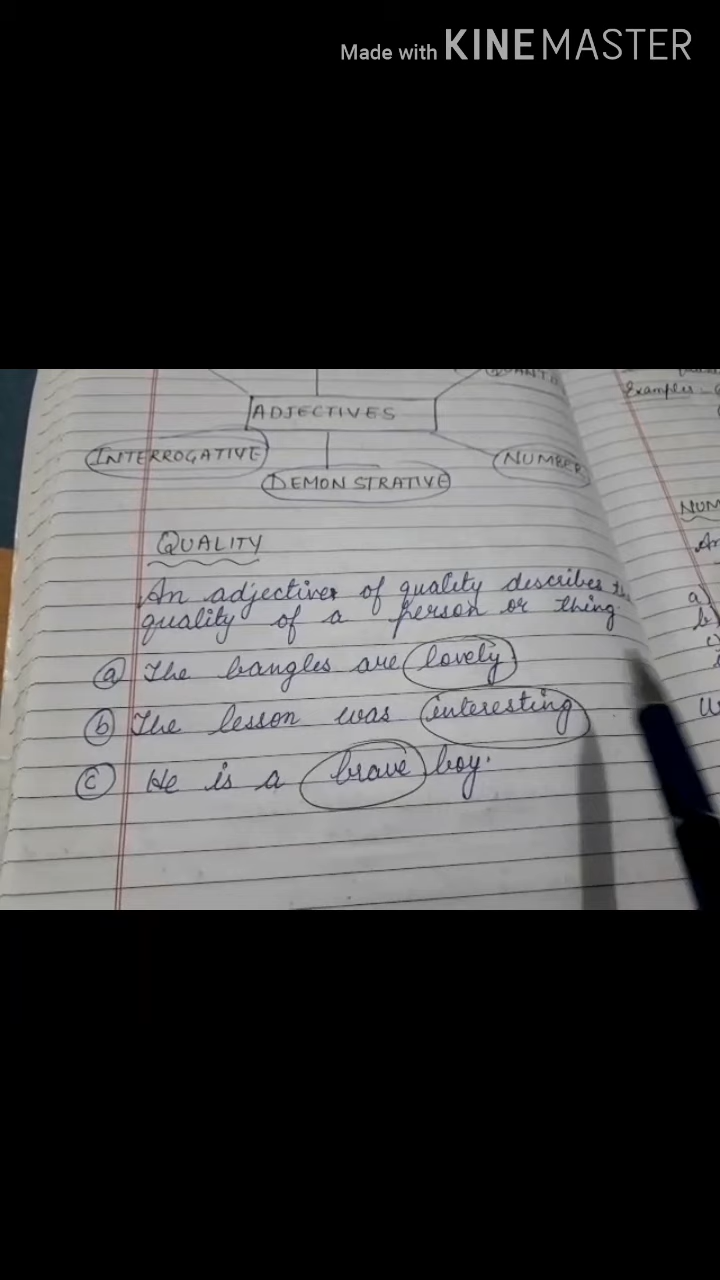 Made with KINEMASTER
ADJECTIVES
Examples -
INTERROGATIVE
DEMONSTRATIVE
NUMBER
QUALITY
An adjective of quality describes
quality of a person or thing.
a The bangles are lovely
b The lesson was interesting
c He is a brave boy.
a)
b)